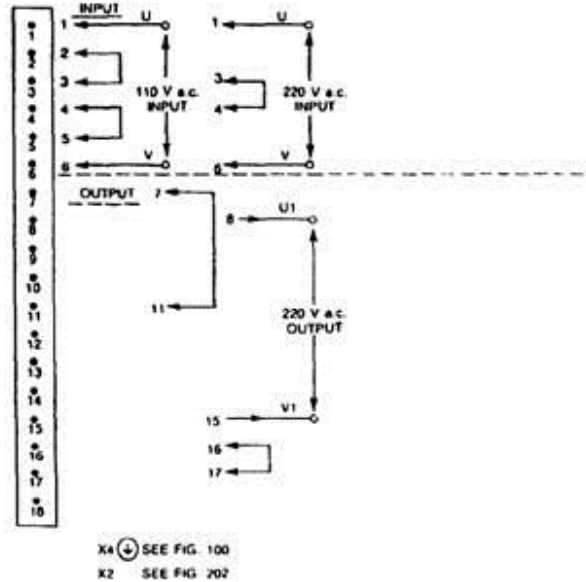 INPUT
1 U 1 U
1
2
2
3 3
3
110 V a.c. 220 V a.c.
INPUT INPUT
4 4
4
5
5
6 V 6 V
6
OUTPUT 7
7
8 U1
8
9
10
11
11
220 V a.c.
OUTPUT
12
13
14
15 V1
15
16
16
17
17
18
X4 SEE FIG. 100
X2 SEE FIG. 202